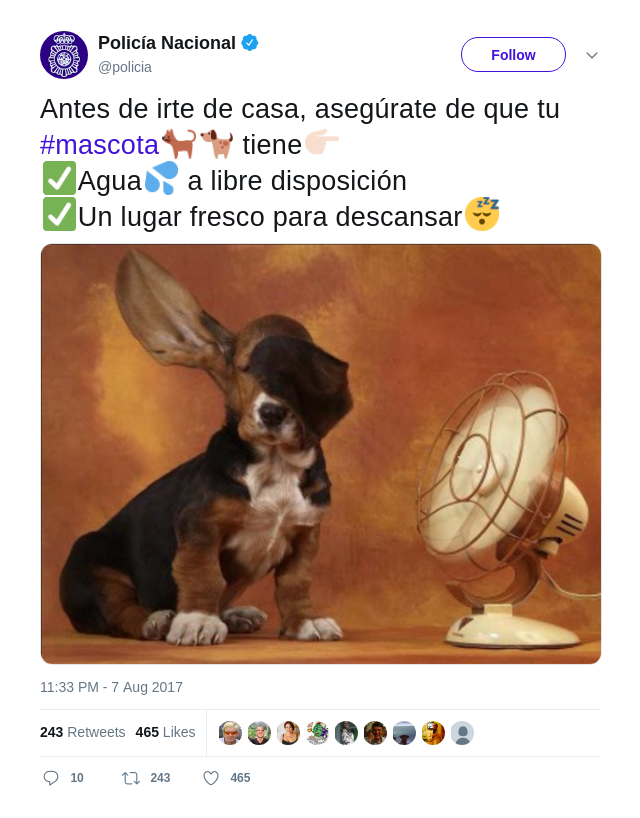 Policía Nacional
@policia
Follow
Antes de irte de casa, asegúrate de que tu
#mascota🐕🐩 tiene👉🏻
✅Agua💦 a libre disposición
✅Un lugar fresco para descansar😴
11:33 PM - 7 Aug 2017
243 Retweets 465 Likes
10 243 465